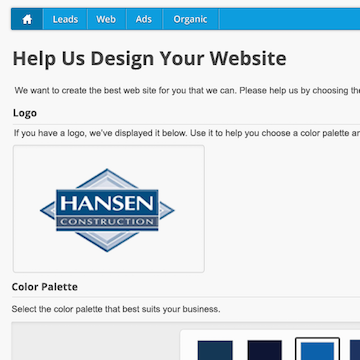 Leads Web Ads Organic
Help Us Design Your Website
We want to create the best web site for you that we can. Please help us by choosing the
Logo
If you have a logo, we've displayed it below. Use it to help you choose a color palette an
HANSEN
CONSTRUCTION
Color Palette
Select the color palette that best suits your business.